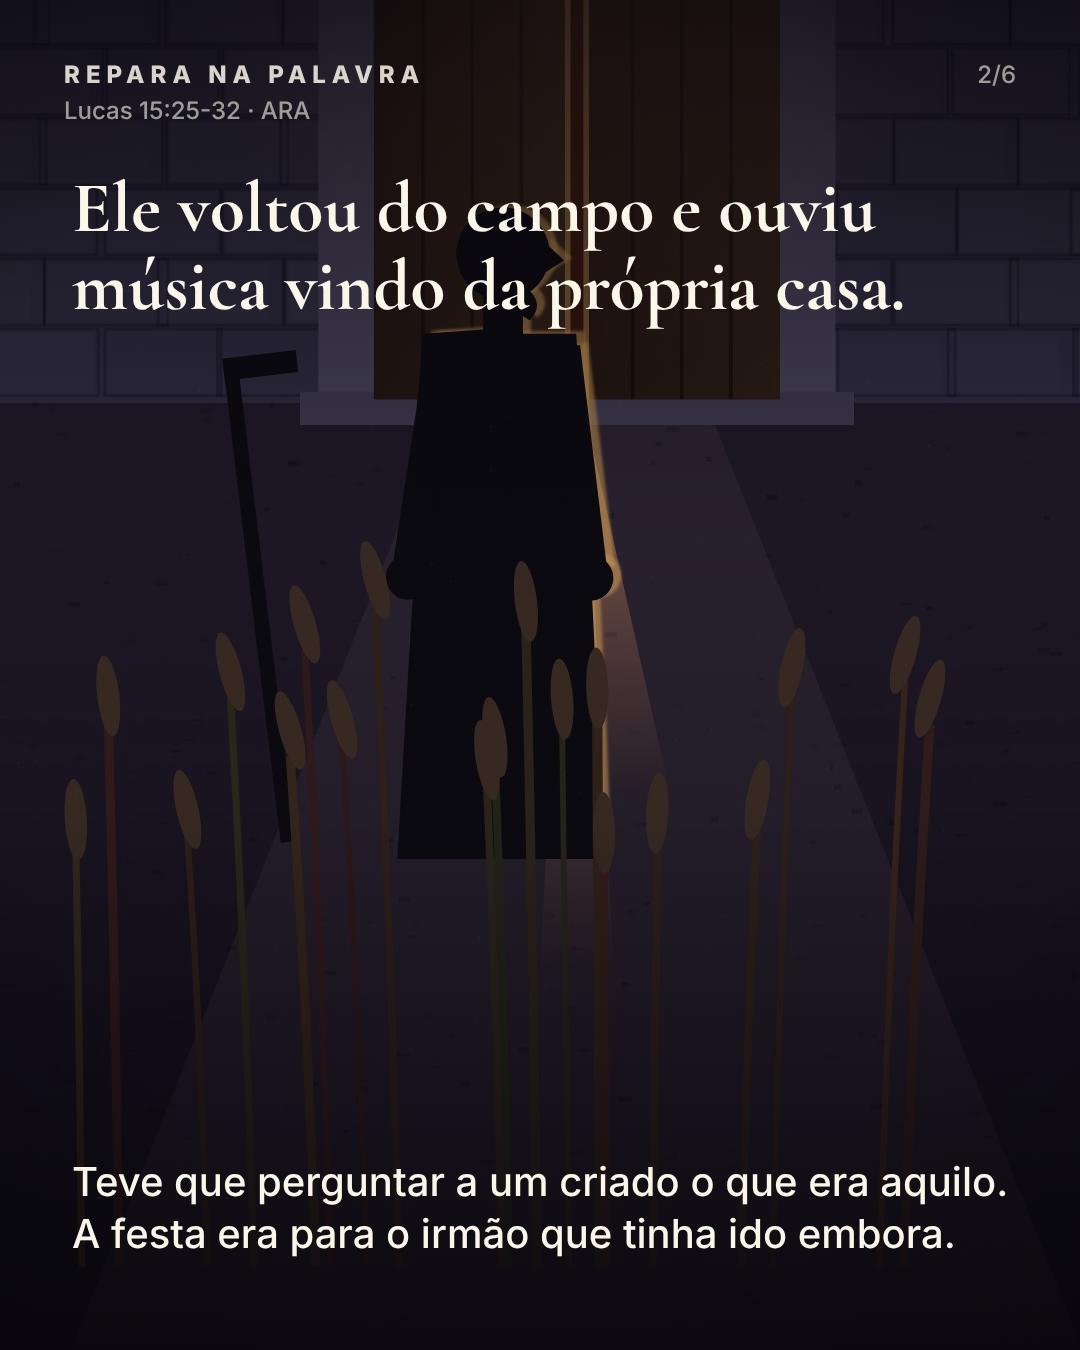 REPARA NA PALAVRA
2/6
Lucas 15:25-32 · ARA
Ele voltou do campo e ouviu
música vindo da própria casa.
Teve que perguntar a um criado o que era aquilo.
A festa era para o irmão que tinha ido embora.